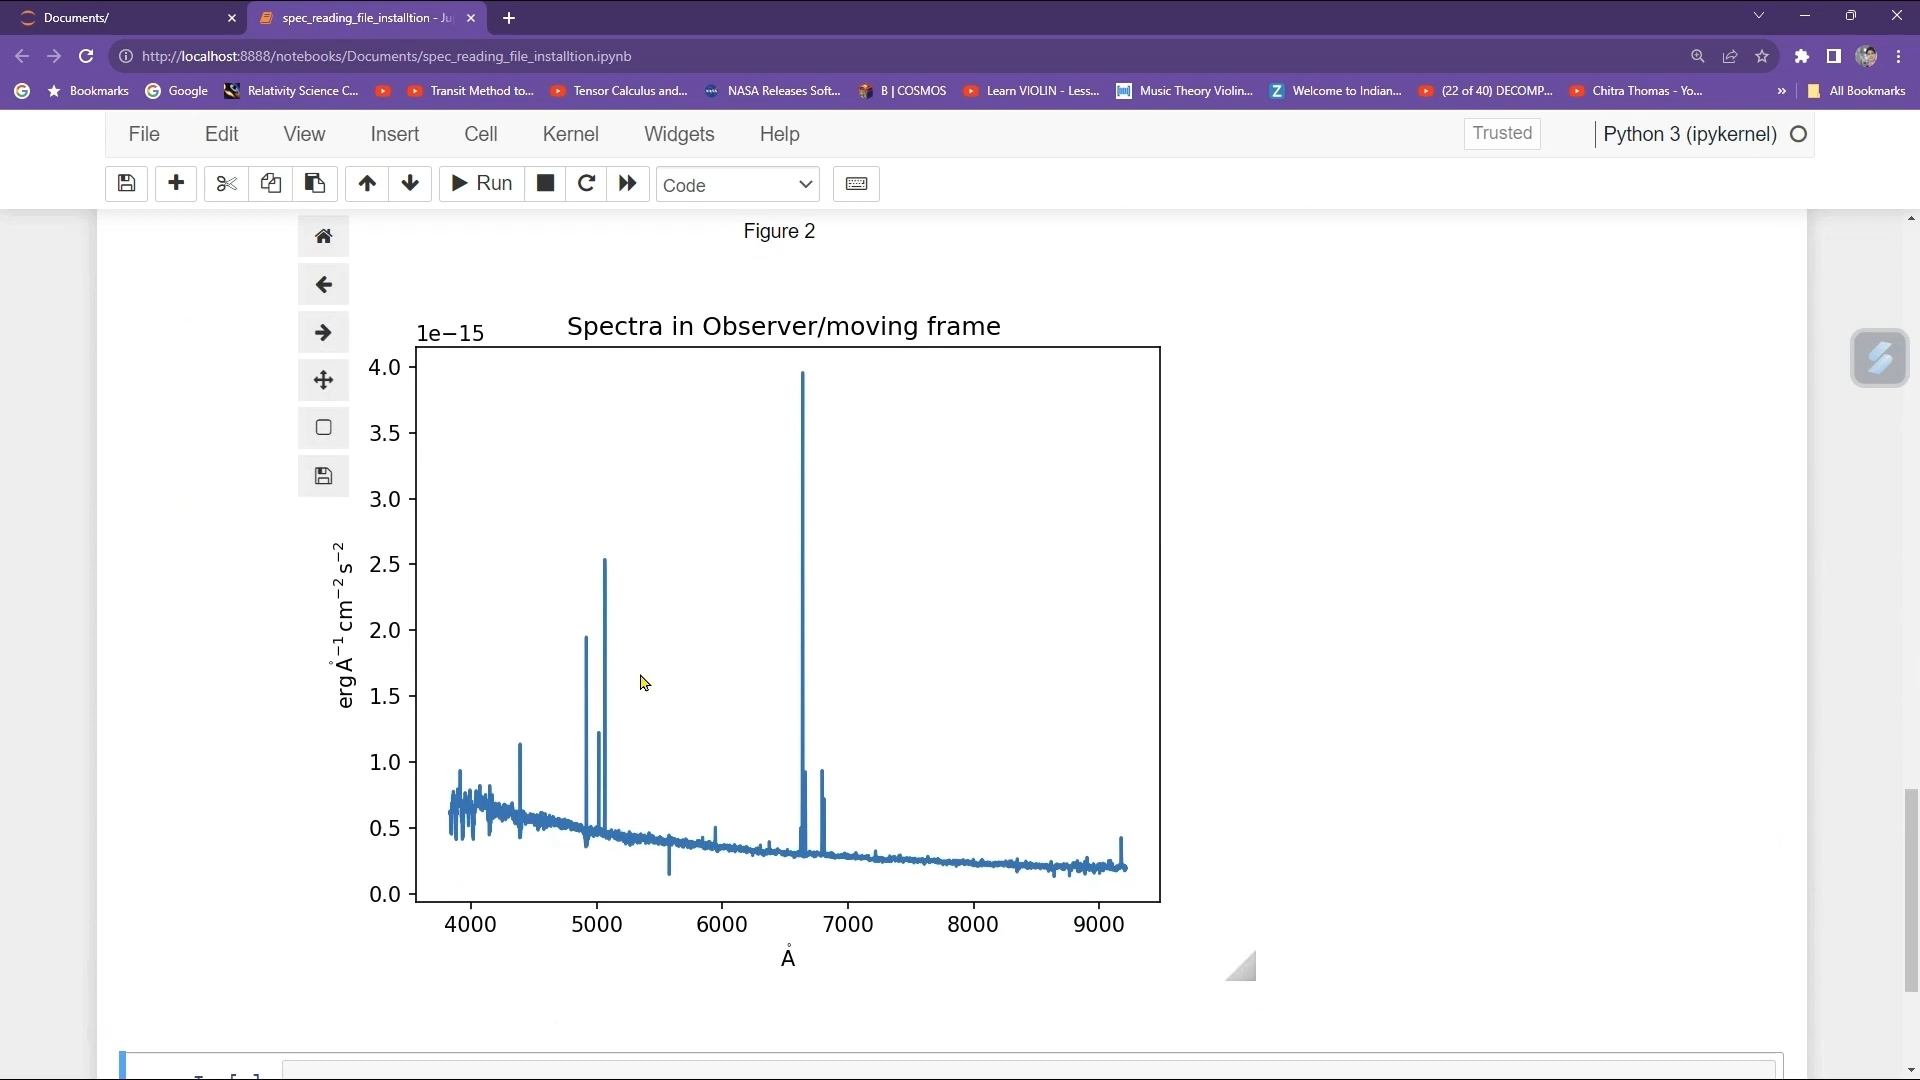 Documents/
spec_reading_file_installtion - Ju
http://localhost:8888/notebooks/Documents/spec_reading_file_installtion.ipynb
Bookmarks Google Relativity Science C... Transit Method to... Tensor Calculus and... NASA Releases Soft... B | COSMOS Learn VIOLIN - Less... Music Theory Violin... Welcome to Indian... (22 of 40) DECOMP... Chitra Thomas - Yo... » All Bookmarks
File Edit View Insert Cell Kernel Widgets Help Trusted Python 3 (ipykernel)
Run Code
Figure 2
Spectra in Observer/moving frame
1e−15
4.0
3.5
3.0
2.5
2.0
1.5
1.0
0.5
0.0
erg Å−1 cm−2 s−2
4000 5000 6000 7000 8000 9000
Å